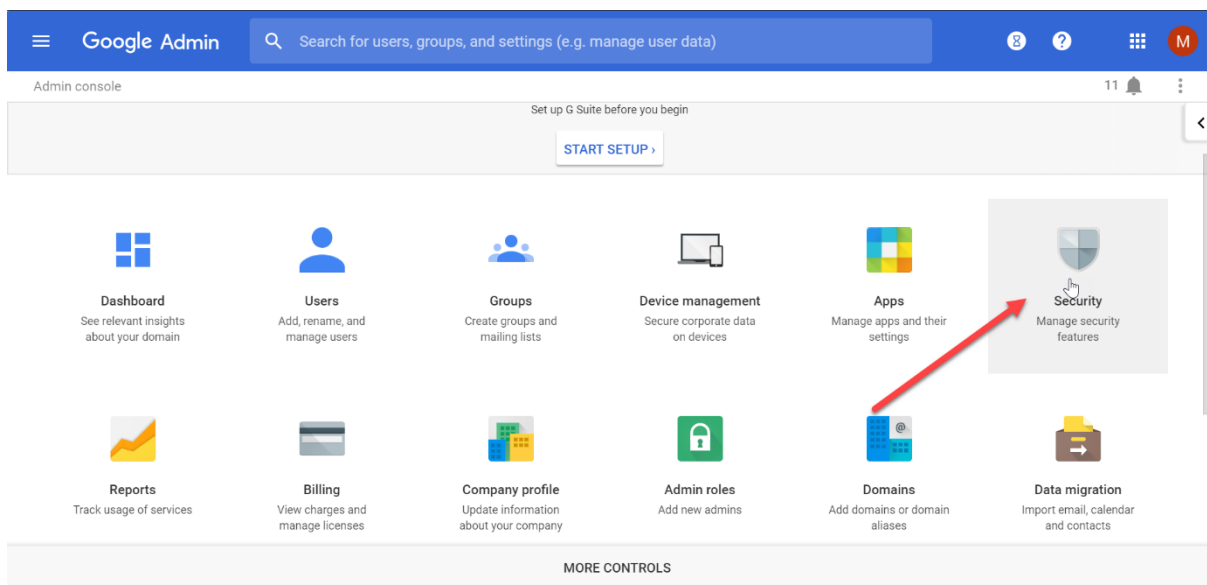 Google Admin
Search for users, groups, and settings (e.g. manage user data)
M
Admin console
11
Set up G Suite before you begin
START SETUP ›
Dashboard
See relevant insights
about your domain
Users
Add, rename, and
manage users
Groups
Create groups and
mailing lists
Device management
Secure corporate data
on devices
Apps
Manage apps and their
settings
Security
Manage security
features
Reports
Track usage of services
Billing
View charges and
manage licenses
Company profile
Update information
about your company
Admin roles
Add new admins
Domains
Add domains or domain
aliases
Data migration
Import email, calendar
and contacts
MORE CONTROLS